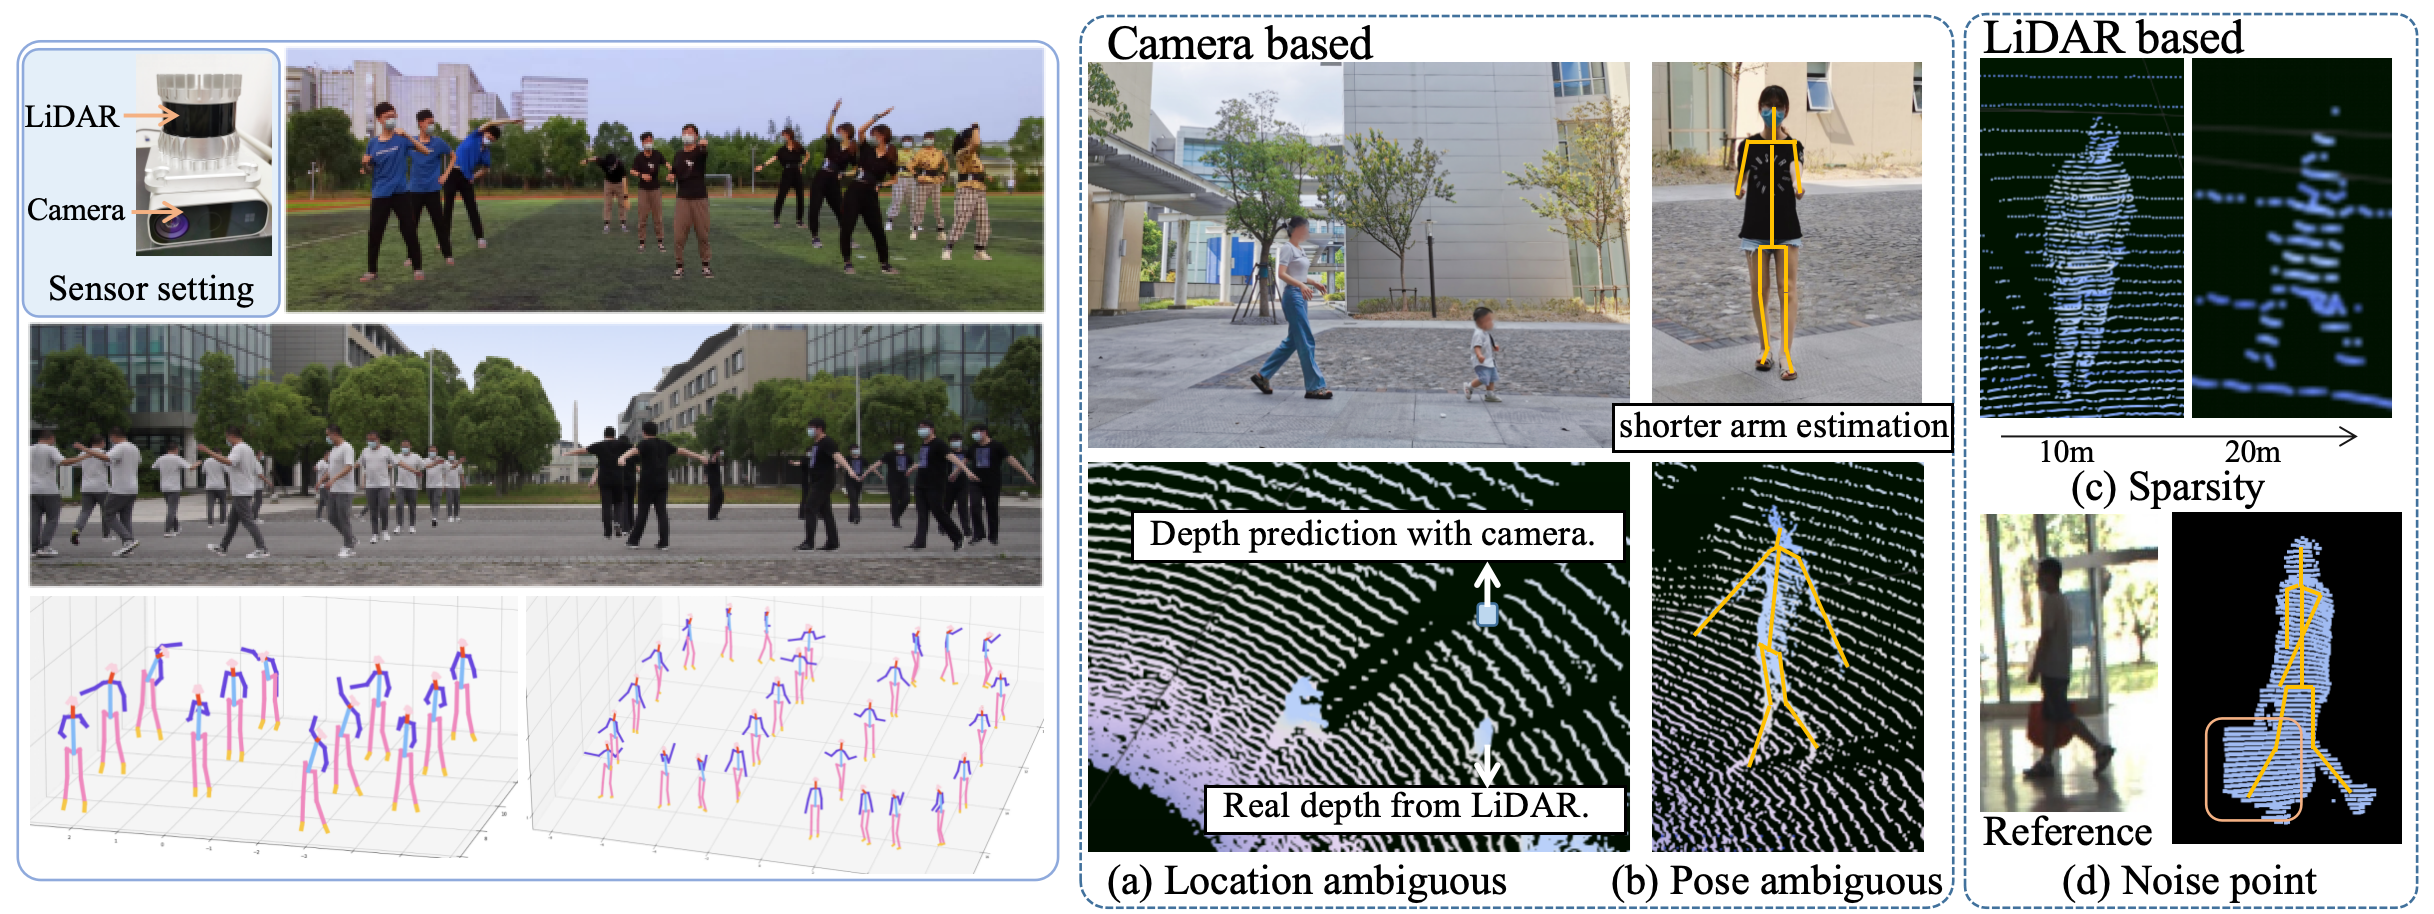 LiDAR
Camera
Sensor setting
Camera based
shorter arm estimation
Depth prediction with camera.
Real depth from LiDAR.
(a) Location ambiguous
(b) Pose ambiguous
LiDAR based
10m
20m
(c) Sparsity
Reference
(d) Noise point